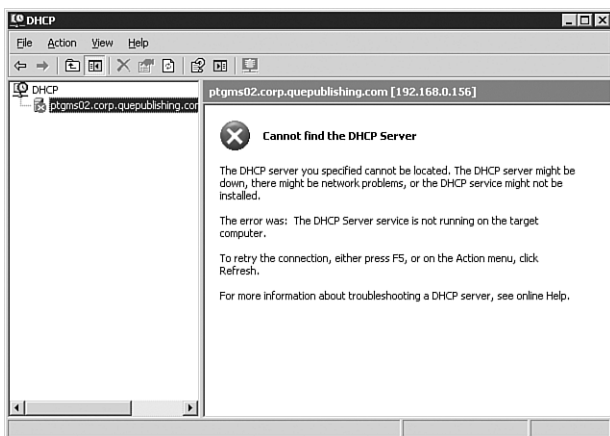 DHCP
File Action View Help
DHCP
ptgms02.corp.quepublishing.cor
ptgms02.corp.quepublishing.com [192.168.0.156]
Cannot find the DHCP Server
The DHCP server you specified cannot be located. The DHCP server might be
down, there might be network problems, or the DHCP service might not be
installed.
The error was: The DHCP Server service is not running on the target
computer.
To retry the connection, either press F5, or on the Action menu, click
Refresh.
For more information about troubleshooting a DHCP server, see online Help.